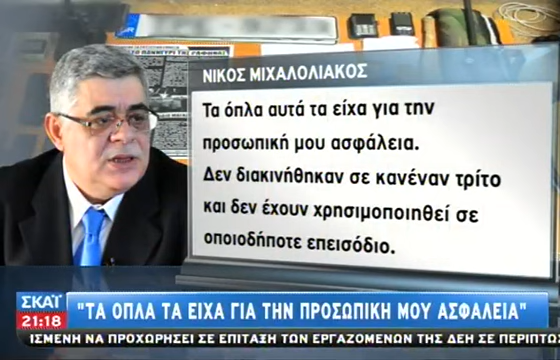 ΝΙΚΟΣ ΜΙΧΑΛΟΛΙΑΚΟΣ
Τα όπλα αυτά τα είχα για την
προσωπική μου ασφάλεια.
Δεν διακινήθηκαν σε κανέναν τρίτο
και δεν έχουν χρησιμοποιηθεί σε
οποιοδήποτε επεισόδιο.
ΣΚΑΪ
21:18
"ΤΑ ΟΠΛΑ ΤΑ ΕΙΧΑ ΓΙΑ ΤΗΝ ΠΡΟΣΩΠΙΚΗ ΜΟΥ ΑΣΦΑΛΕΙΑ"
ΙΣΜΕΝΗ ΝΑ ΠΡΟΧΩΡΗΣΕΙ ΣΕ ΕΠΙΤΑΞΗ ΤΩΝ ΕΡΓΑΖΟΜΕΝΩΝ ΤΗΣ ΔΕΗ ΣΕ ΠΕΡΙΠΤΩ